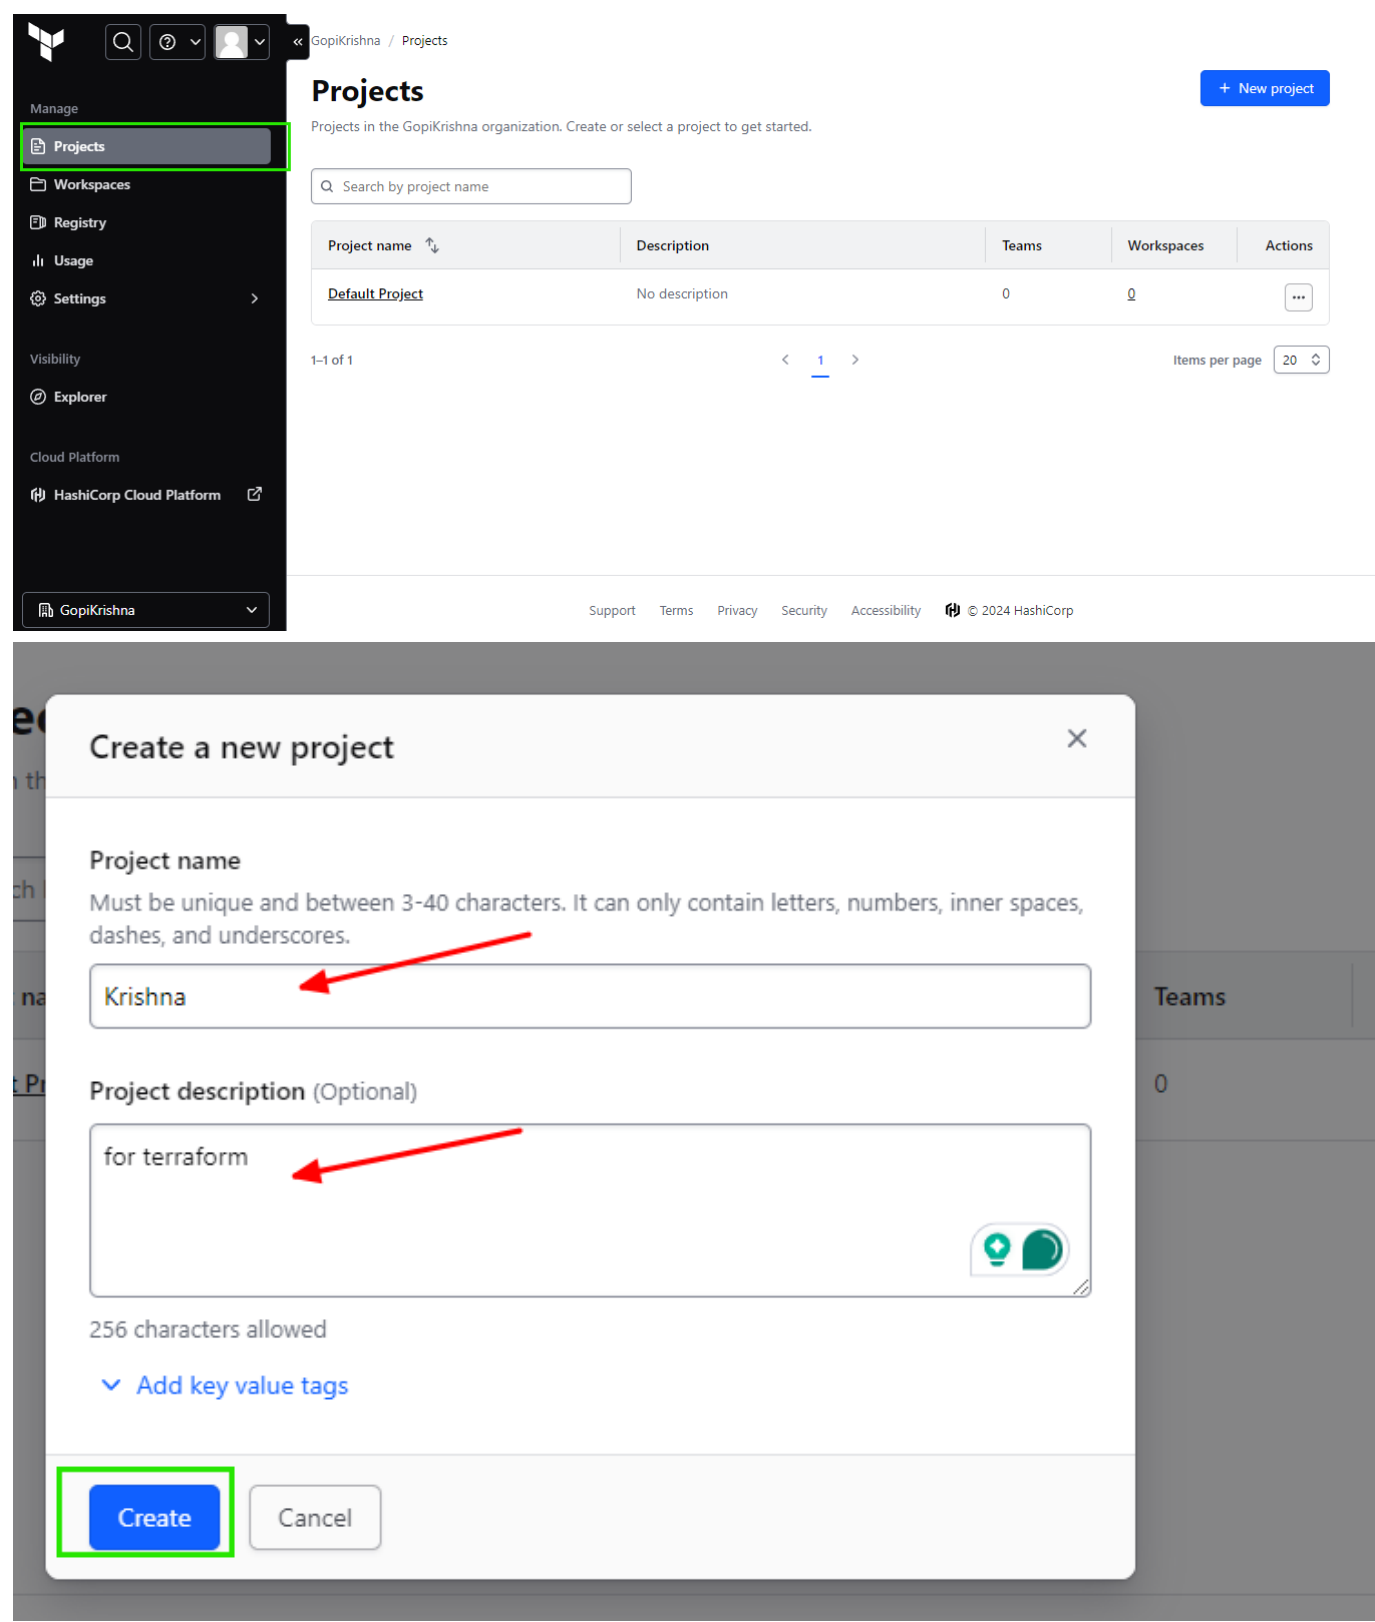 GopiKrishna / Projects
Manage
Projects
Workspaces
Registry
Usage
Settings
Visibility
Explorer
Cloud Platform
HashiCorp Cloud Platform
GopiKrishna
Projects
+ New project
Projects in the GopiKrishna organization. Create or select a project to get started.
Search by project name
Project name Description Teams Workspaces Actions
Default Project No description 0 0
1–1 of 1 1 Items per page 20
Support Terms Privacy Security Accessibility © 2024 HashiCorp
Create a new project
Project name
Must be unique and between 3-40 characters. It can only contain letters, numbers, inner spaces,
dashes, and underscores.
Krishna
Teams
Project description (Optional)
0
for terraform
256 characters allowed
Add key value tags
Create Cancel